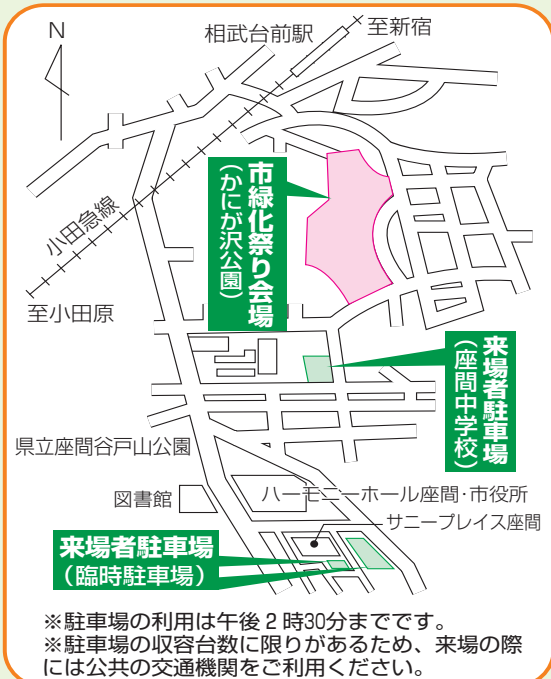 N
相武台前駅
至新宿
小田急線
至小田原
市緑化祭り会場
(かにが沢公園)
来場者駐車場
(座間中学校)
県立座間谷戸山公園
図書館
ハーモニーホール座間・市役所
サニープレイス座間
来場者駐車場
(臨時駐車場)
※駐車場の利用は午後2時30分までです。
※駐車場の収容台数に限りがあるため、来場の際
には公共の交通機関をご利用ください。